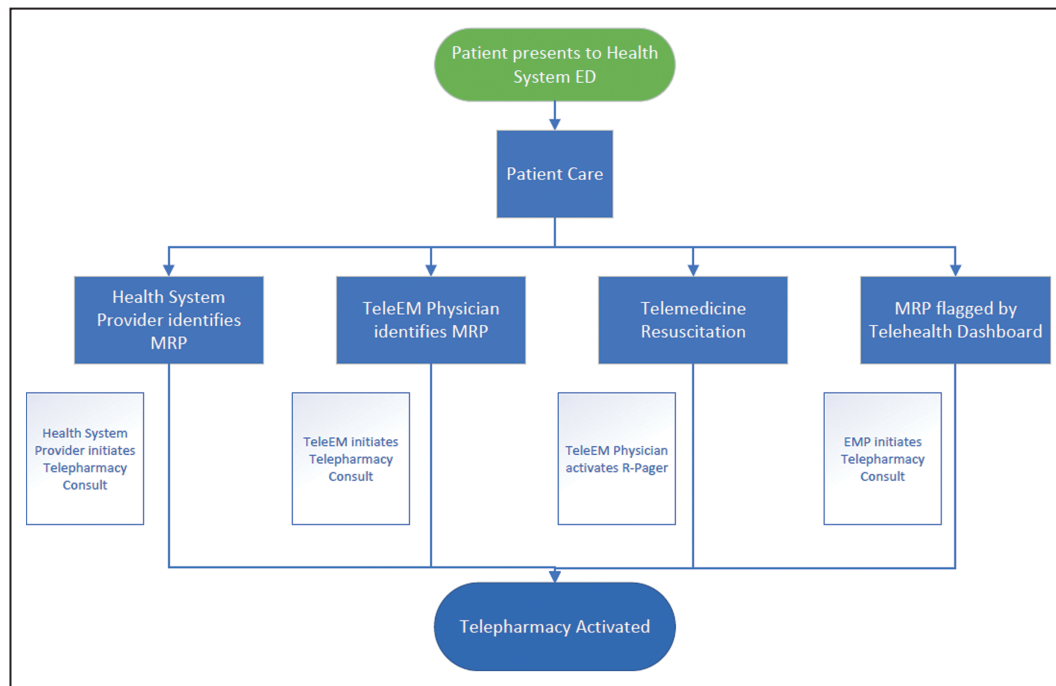 Patient presents to Health
System ED
Patient Care
Health System
Provider identifies
MRP
TeleEM Physician
identifies MRP
Telemedicine
Resuscitation
MRP flagged by
Telehealth Dashboard
Health System
Provider initiates
Telepharmacy
Consult
TeleEM initiates
Telepharmacy
Consult
TeleEM Physician
activates R-Pager
EMP initiates
Telepharmacy
Consult
Telepharmacy Activated